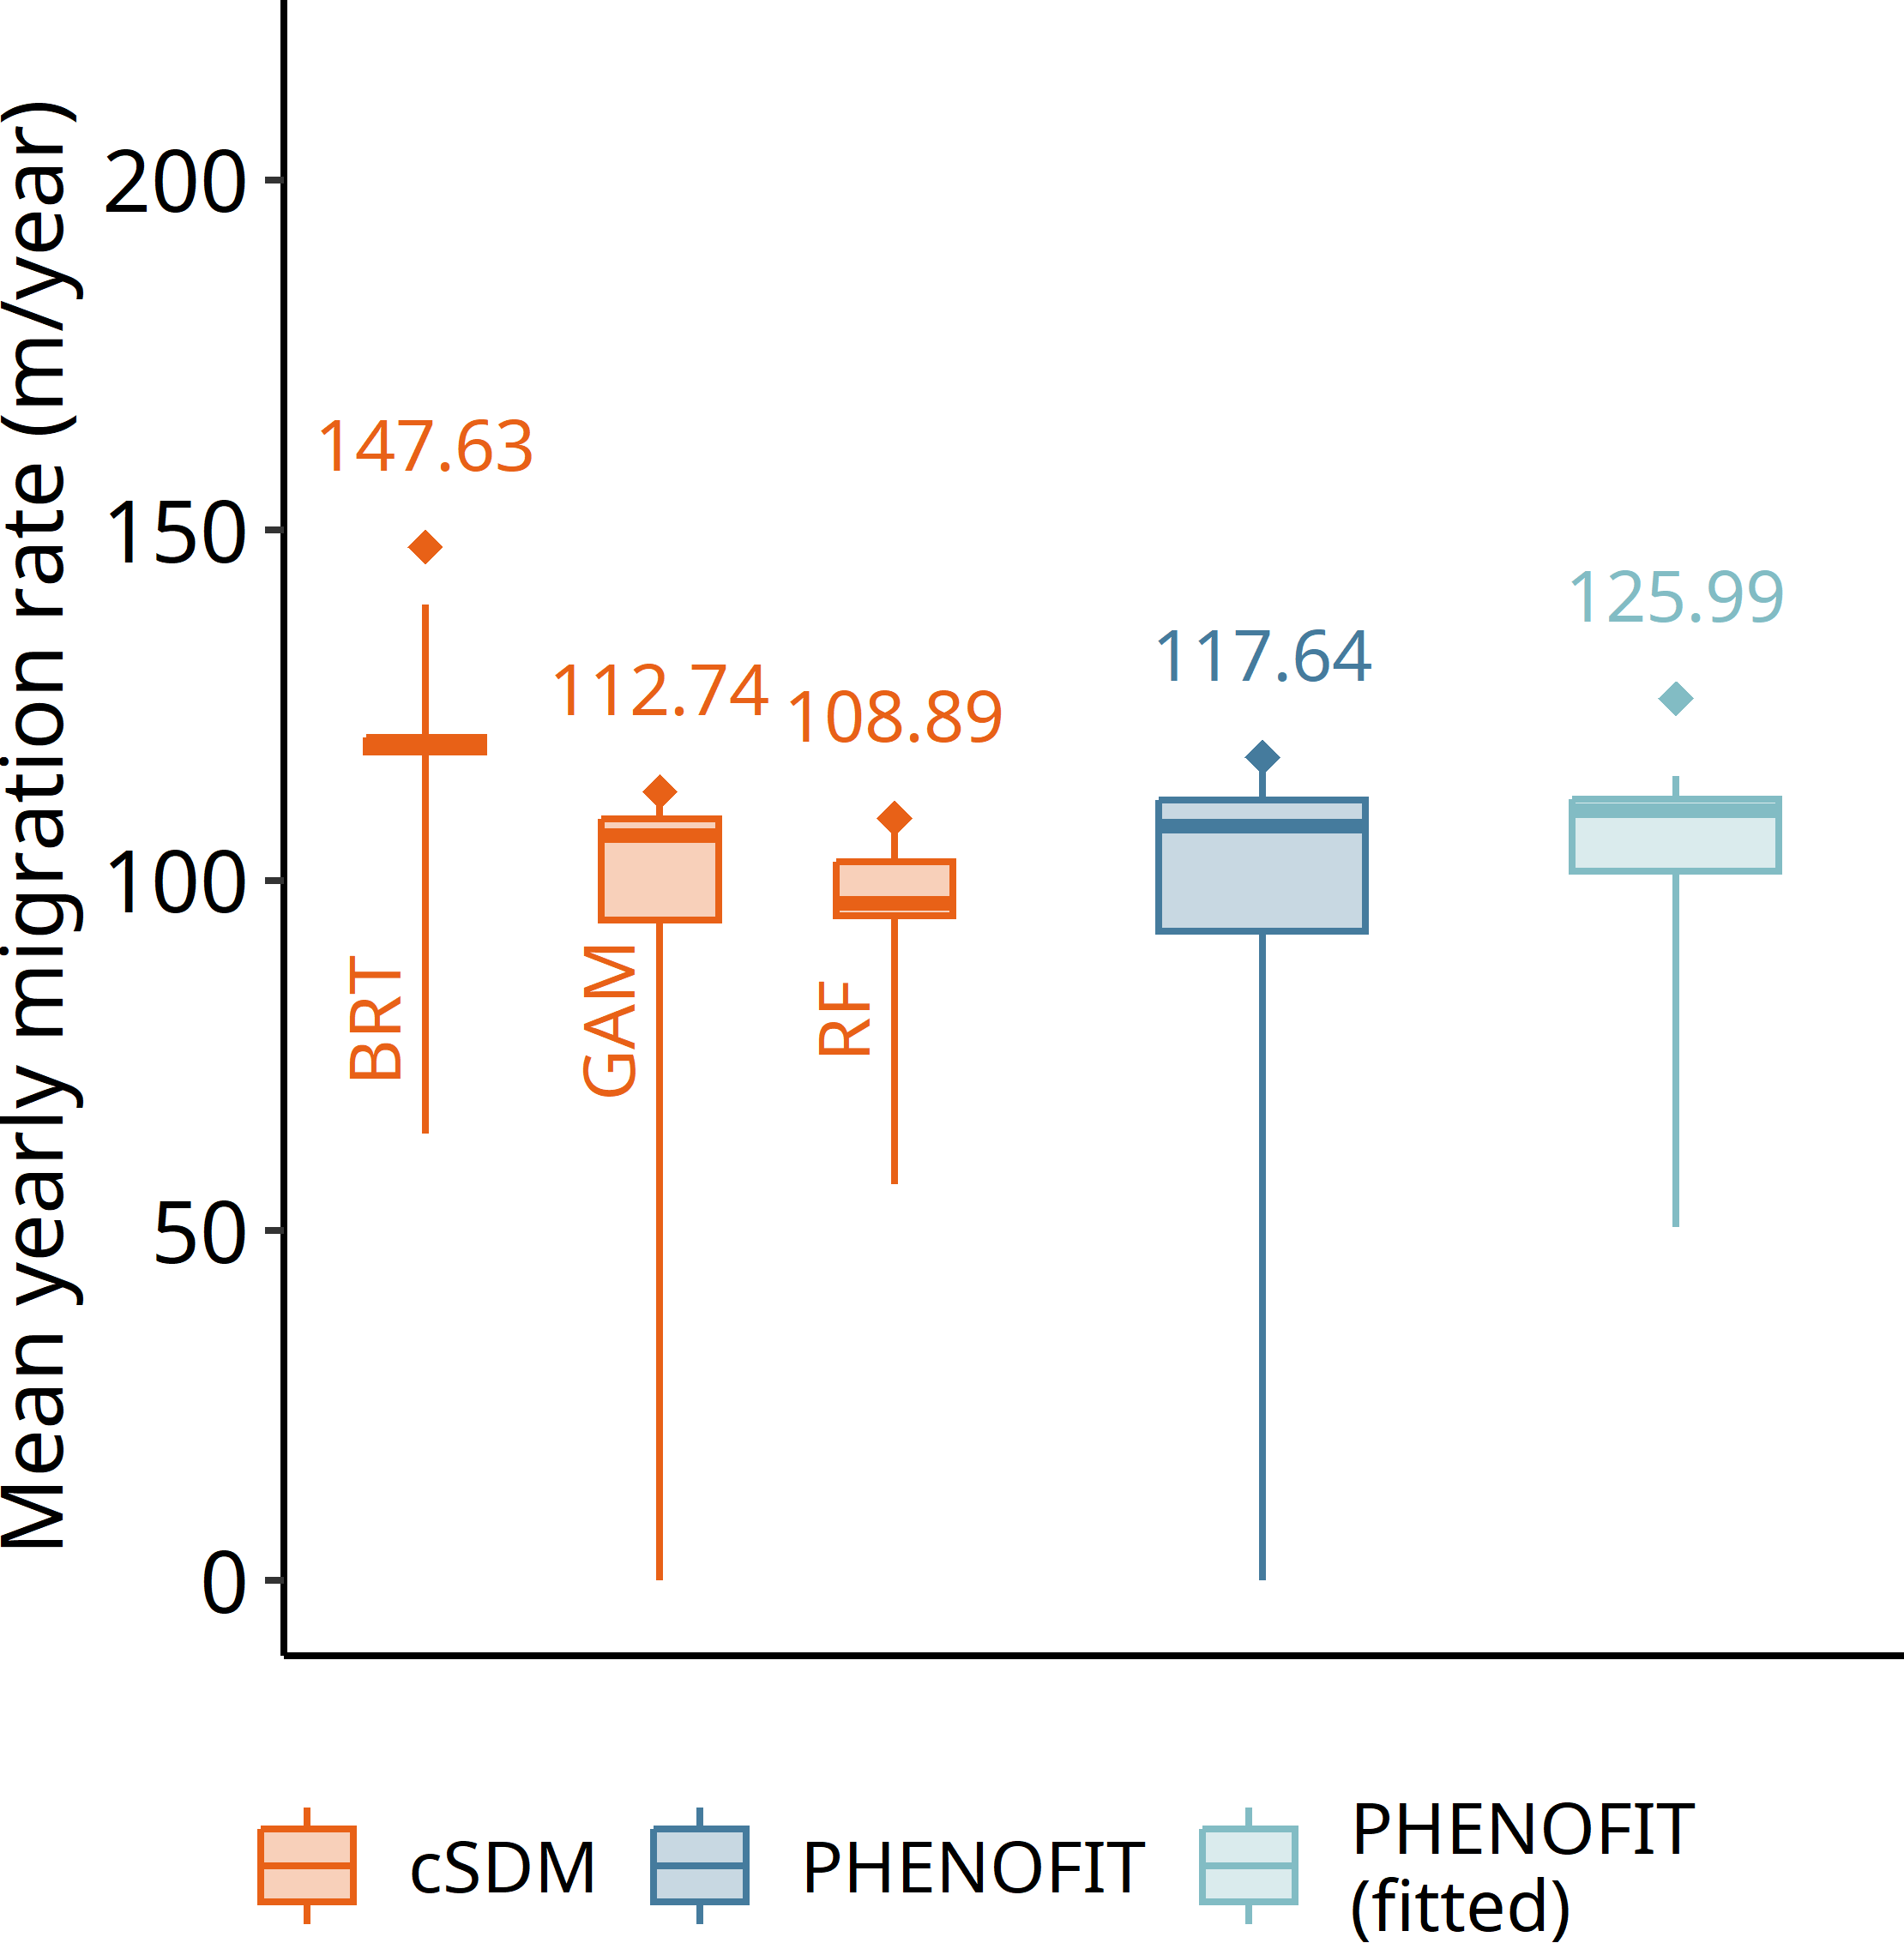 Mean yearly migration rate (m/year)
200
150
100
50
0
147.63
112.74
108.89
117.64
125.99
BRT
GAM
RF
cSDM
PHENOFIT
PHENOFIT
(fitted)